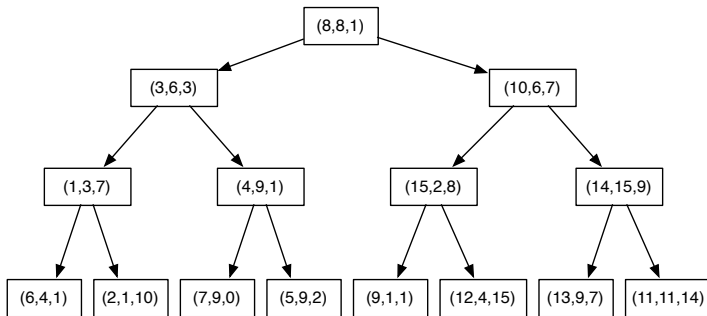 (8,8,1)
(3,6,3) (10,6,7)
(1,3,7) (4,9,1) (15,2,8) (14,15,9)
(6,4,1) (2,1,10) (7,9,0) (5,9,2) (9,1,1) (12,4,15) (13,9,7) (11,11,14)